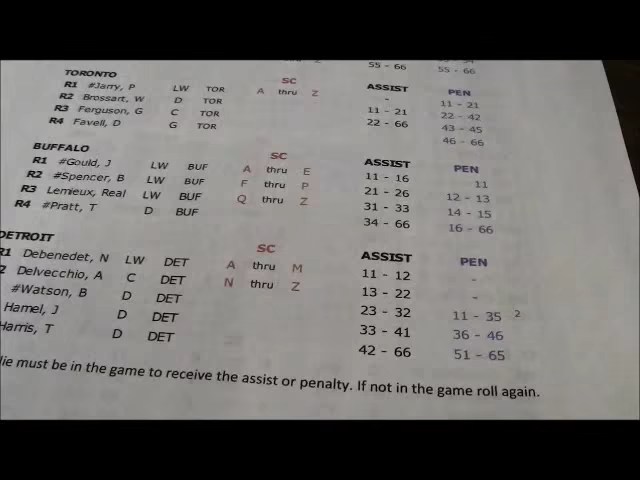 55 - 66 55 - 66
TORONTO SC ASSIST PEN
R1 #Jarry, P LW TOR A thru Z - 11 - 21
R2 Brossart, W D TOR 11 - 21 22 - 42
R3 Ferguson, G C TOR 22 - 66 43 - 45
R4 Favell, D G TOR 46 - 66
BUFFALO SC ASSIST PEN
R1 #Gould, J LW BUF A thru E 11 - 16 11
R2 #Spencer, B LW BUF F thru P 21 - 26 12 - 13
R3 Lemieux, Real LW BUF Q thru Z 31 - 33 14 - 15
R4 #Pratt, T D BUF 34 - 66 16 - 66
DETROIT SC ASSIST PEN
R1 Debenedet, N LW DET A thru M 11 - 12 -
2 Delvecchio, A C DET N thru Z 13 - 22 -
#Watson, B D DET 23 - 32 11 - 35 2
Hamel, J D DET 33 - 41 36 - 46
Harris, T D DET 42 - 66 51 - 65
lie must be in the game to receive the assist or penalty. If not in the game roll again.